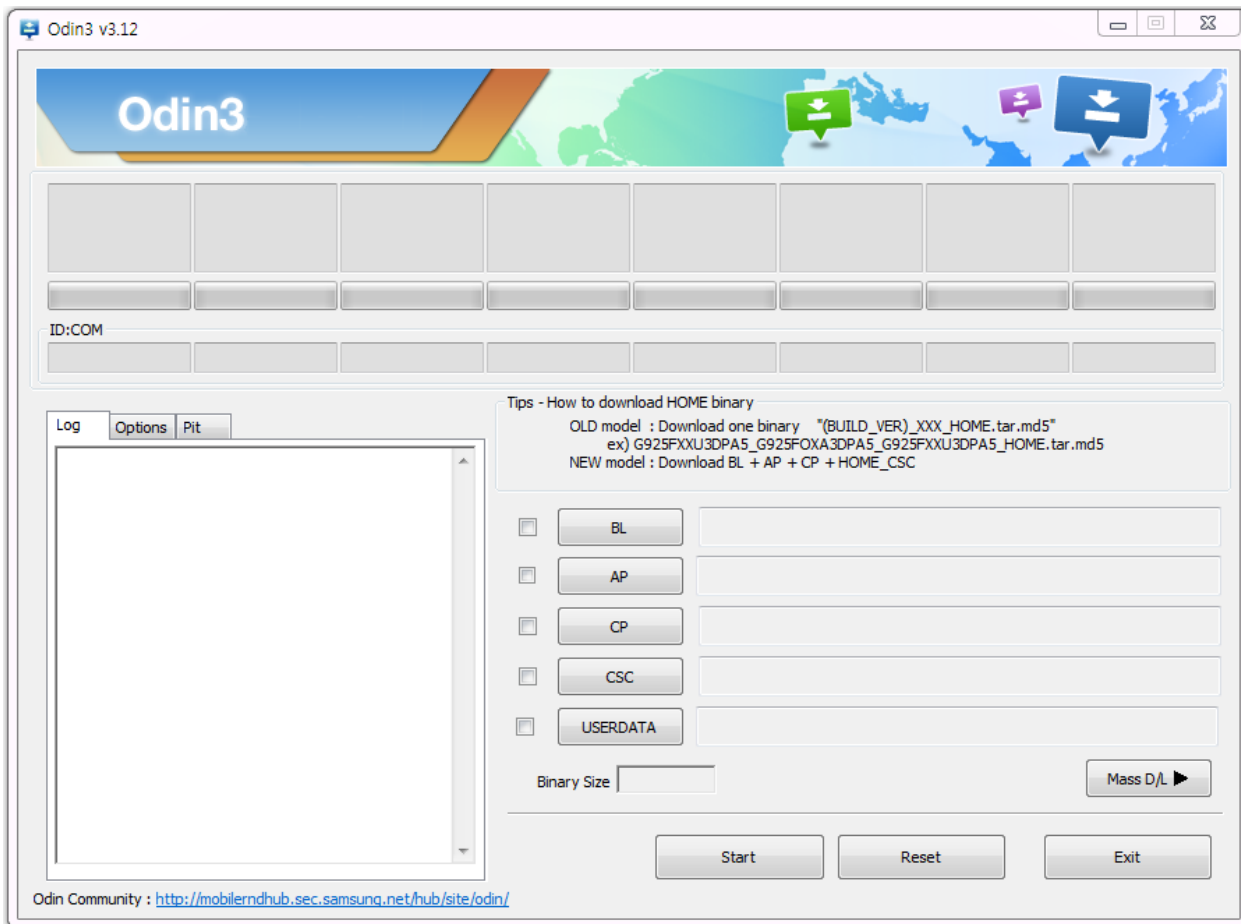 Odin3 v3.12
Odin3
ID:COM
Log
Options
Pit
Tips - How to download HOME binary
OLD model : Download one binary "(BUILD_VER)_XXX_HOME.tar.md5"
ex) G925FXXU3DPA5_G925FOXA3DPA5_G925FXXU3DPA5_HOME.tar.md5
NEW model : Download BL + AP + CP + HOME_CSC
BL
AP
CP
CSC
USERDATA
Binary Size
Mass D/L
Start
Reset
Exit
Odin Community : http://mobilerndhub.sec.samsung.net/hub/site/odin/